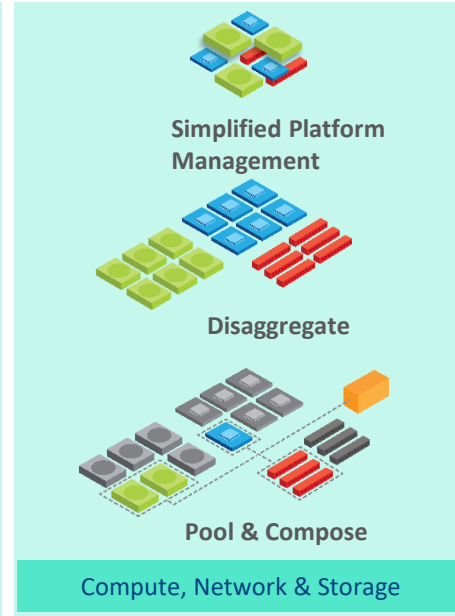 Simplified Platform
Management
Disaggregate
Pool & Compose
Compute, Network & Storage